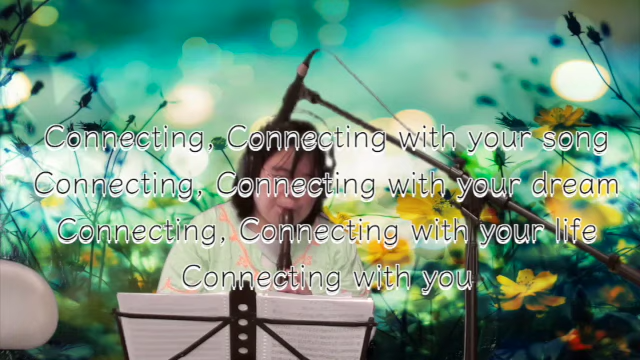 Connecting, Connecting with your song
Connecting, Connecting with your dream
Connecting, Connecting with your life
Connecting with you